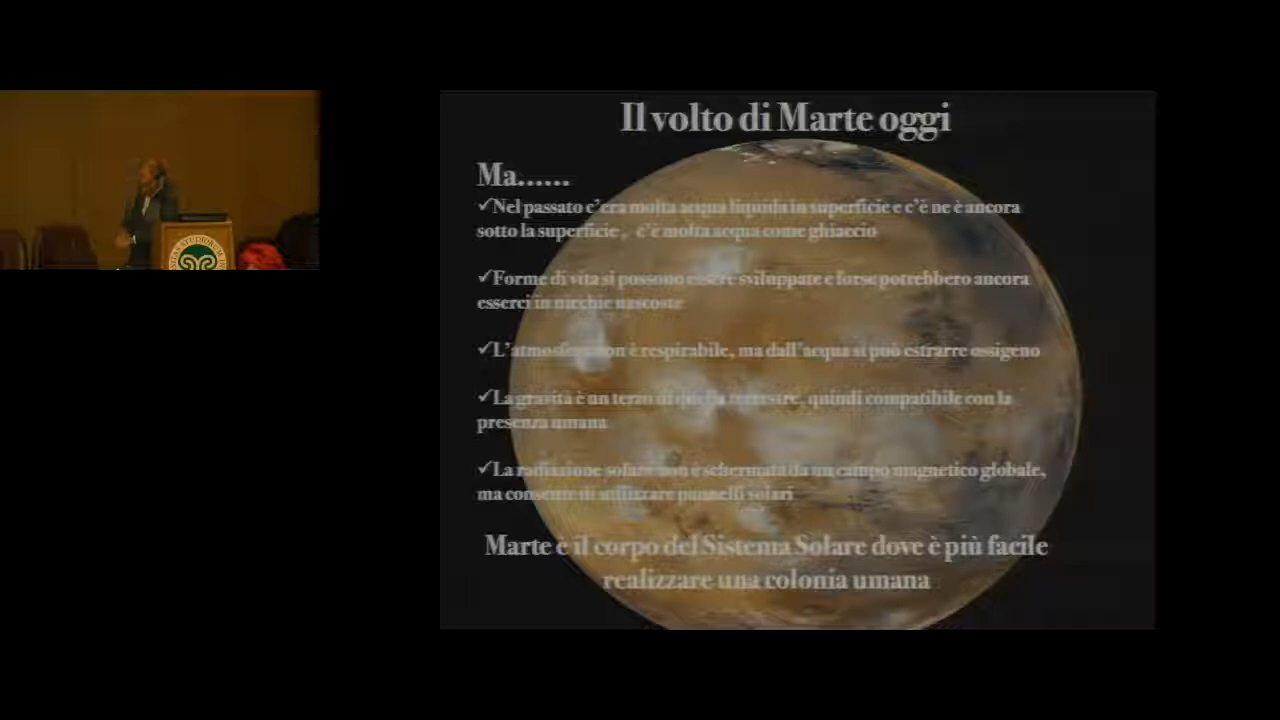 Il volto di Marte oggi
Ma......
✓Nel passato c'era molta acqua liquida in superficie e c'è ne è ancora
sotto la superficie , c'è molta acqua come ghiaccio
✓Forme di vita si possono essere sviluppate e forse potrebbero ancora
esserci in nicchie nascoste
✓L'atmosfera non è respirabile, ma dall'acqua si può estrarre ossigeno
✓La gravità è un terzo di quella terrestre, quindi compatibile con la
presenza umana
✓La radiazione solare non è schermata da un campo magnetico globale,
ma consente di utilizzare pannelli solari
Marte è il corpo del Sistema Solare dove è più facile
realizzare una colonia umana